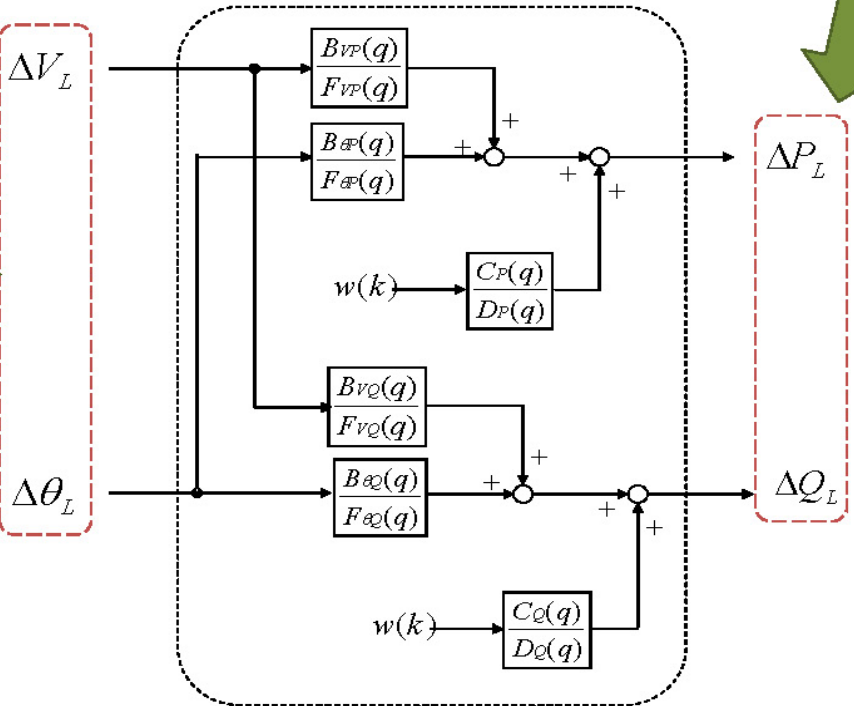 ΔV_L
B_VP(q)
F_VP(q)
+
B_θP(q)
F_θP(q)
+
+
+
ΔP_L
w(k)
C_P(q)
D_P(q)
B_VQ(q)
F_VQ(q)
+
Δθ_L
B_θQ(q)
F_θQ(q)
+
+
+
ΔQ_L
w(k)
C_Q(q)
D_Q(q)